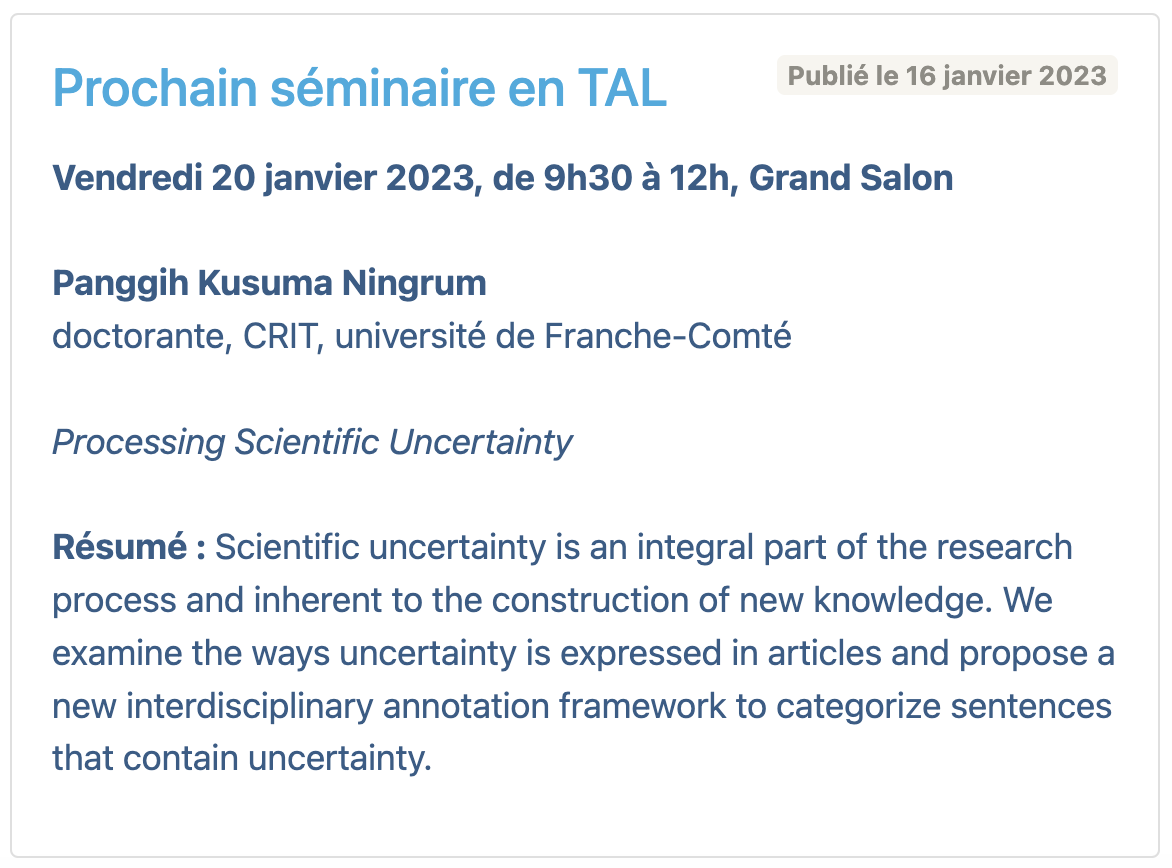 Prochain séminaire en TAL
Publié le 16 janvier 2023
Vendredi 20 janvier 2023, de 9h30 à 12h, Grand Salon
Panggih Kusuma Ningrum
doctorante, CRIT, université de Franche-Comté
Processing Scientific Uncertainty
Résumé : Scientific uncertainty is an integral part of the research
process and inherent to the construction of new knowledge. We
examine the ways uncertainty is expressed in articles and propose a
new interdisciplinary annotation framework to categorize sentences
that contain uncertainty.